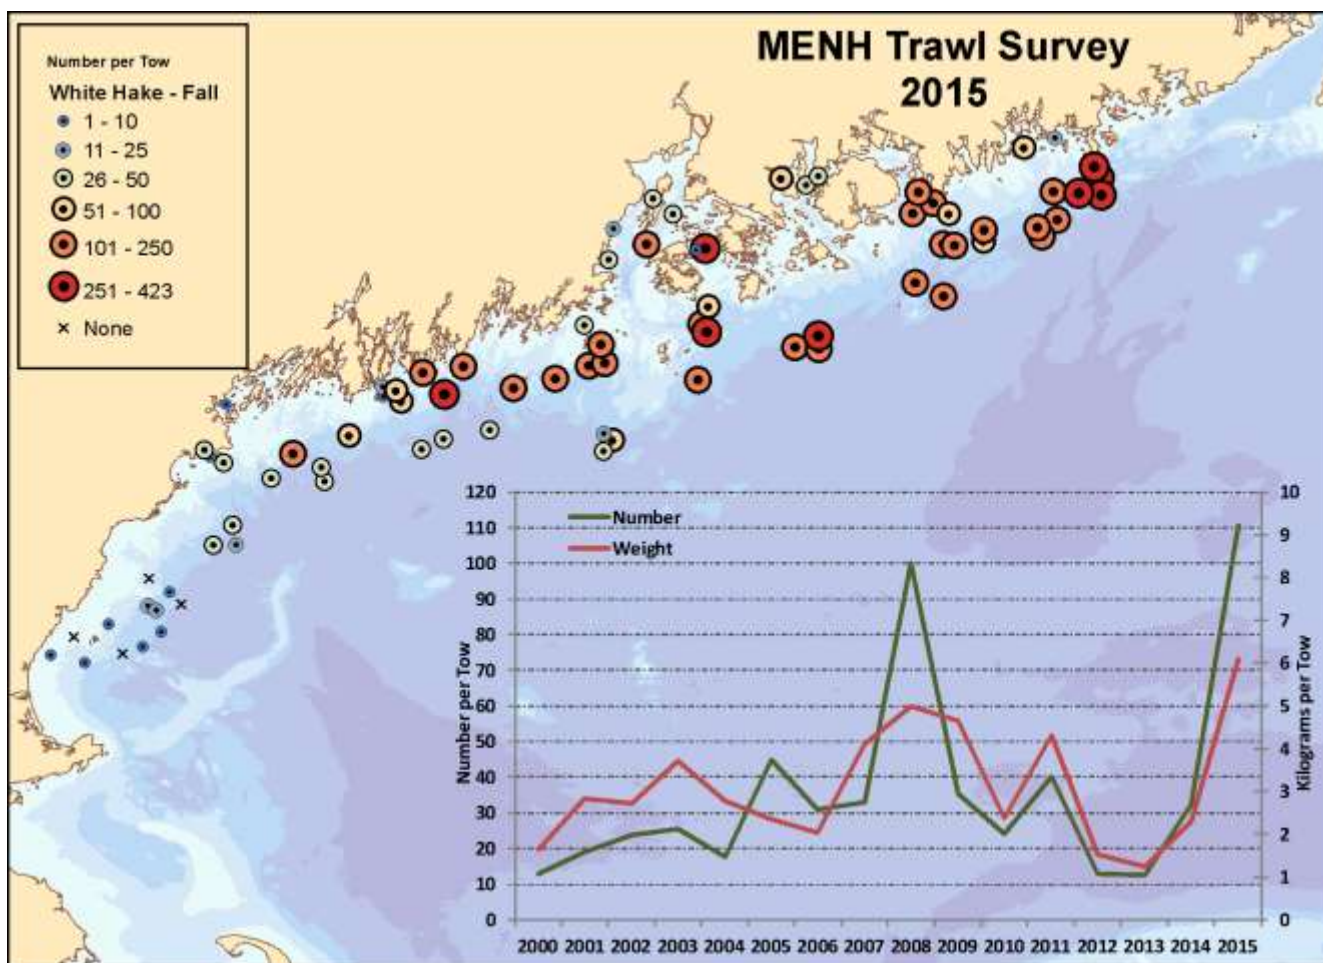 MENH Trawl Survey
2015
Number per Tow
White Hake - Fall
1 - 10
11 - 25
26 - 50
51 - 100
101 - 250
251 - 423
× None
Number
Weight
Number per Tow
120
110
100
90
80
70
60
50
40
30
20
10
0
Kilograms per Tow
10
9
8
7
6
5
4
3
2
1
0
2000 2001 2002 2003 2004 2005 2006 2007 2008 2009 2010 2011 2012 2013 2014 2015